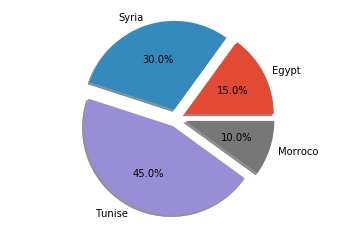 Syria
30.0%
Egypt
15.0%
10.0%
Morroco
45.0%
Tunise